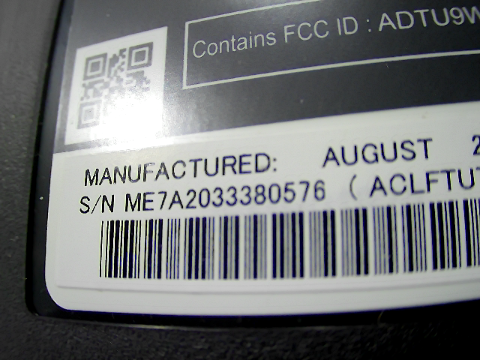 Contains FCC ID : ADTU9W
MANUFACTURED: AUGUST 2
S/N ME7A2033380576 ( ACLFTUT